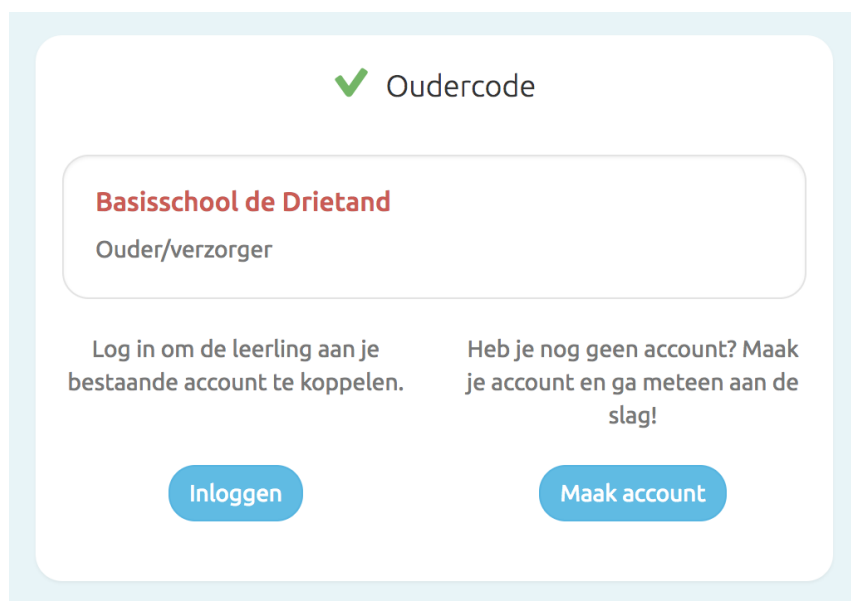 Oudercode
Basisschool de Drietand
Ouder/verzorger
Log in om de leerling aan je
bestaande account te koppelen.
Inloggen
Heb je nog geen account? Maak
je account en ga meteen aan de
slag!
Maak account